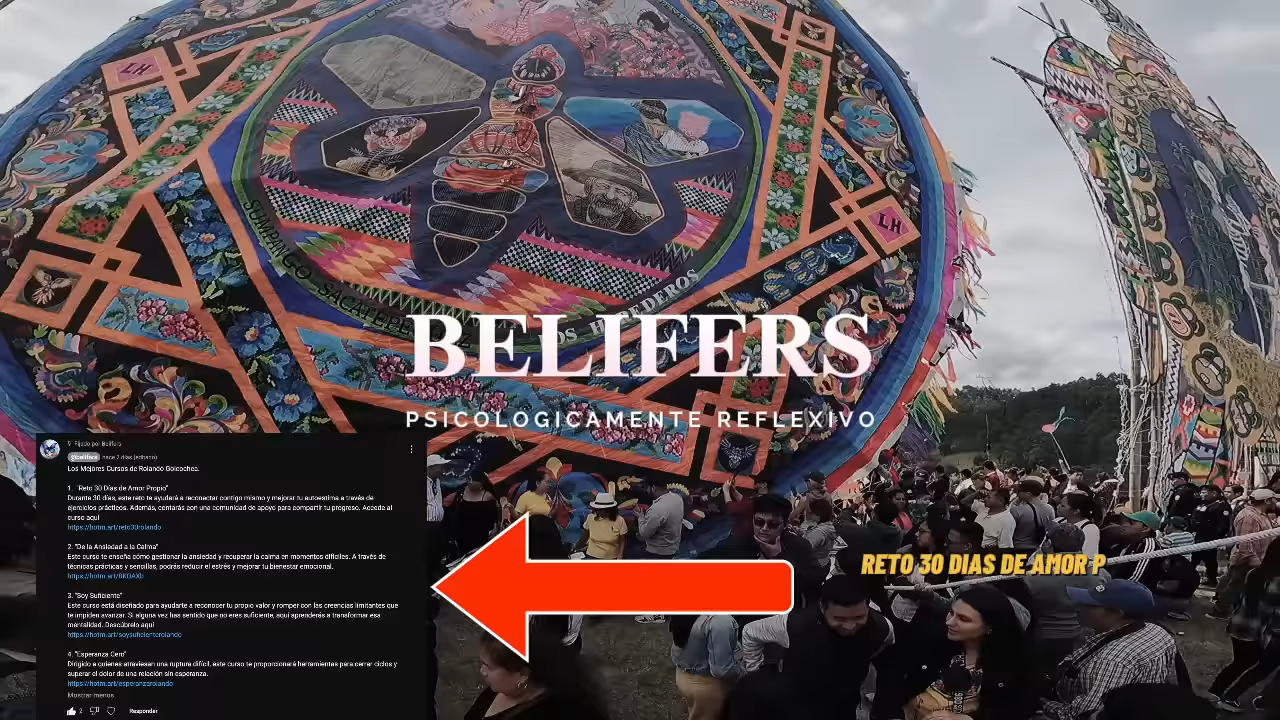 LH
LH
SUMPANGO SACATEPE
OS H CEDEROS
BELIFERS
PSICOLOGICAMENTE REFLEXIVO
RETO 30 DIAS DE AMOR P
Fijado por Belifers
@belifers hace 2 días (editado)
Los Mejores Cursos de Rolando Goicochea.
1. "Reto 30 Días de Amor Propio"
Durante 30 días, este reto te ayudará a reconectar contigo mismo y mejorar tu autoestima a través de
ejercicios prácticos. Además, contarás con una comunidad de apoyo para compartir tu progreso. Accede al
curso aquí
https://hotm.art/reto30rolando
2. "De la Ansiedad a la Calma"
Este curso te enseña cómo gestionar la ansiedad y recuperar la calma en momentos difíciles. A través de
técnicas prácticas y sencillas, podrás reducir el estrés y mejorar tu bienestar emocional.
3. "Soy Suficiente"
Este curso está diseñado para ayudarte a reconocer tu propio valor y romper con las creencias limitantes que
te impiden avanzar. Si alguna vez has sentido que no eres suficiente, aquí aprenderás a transformar esa
mentalidad. Descúbrelo aquí
https://hotm.art/soysuficienterolando
4. "Esperanza Cero"
Dirigido a quienes atraviesan una ruptura difícil, este curso te proporcionará herramientas para cerrar ciclos y
superar el dolor de una relación sin esperanza.
https://hotm.art/esperanzarolando
Mostrar menos
2
Responder